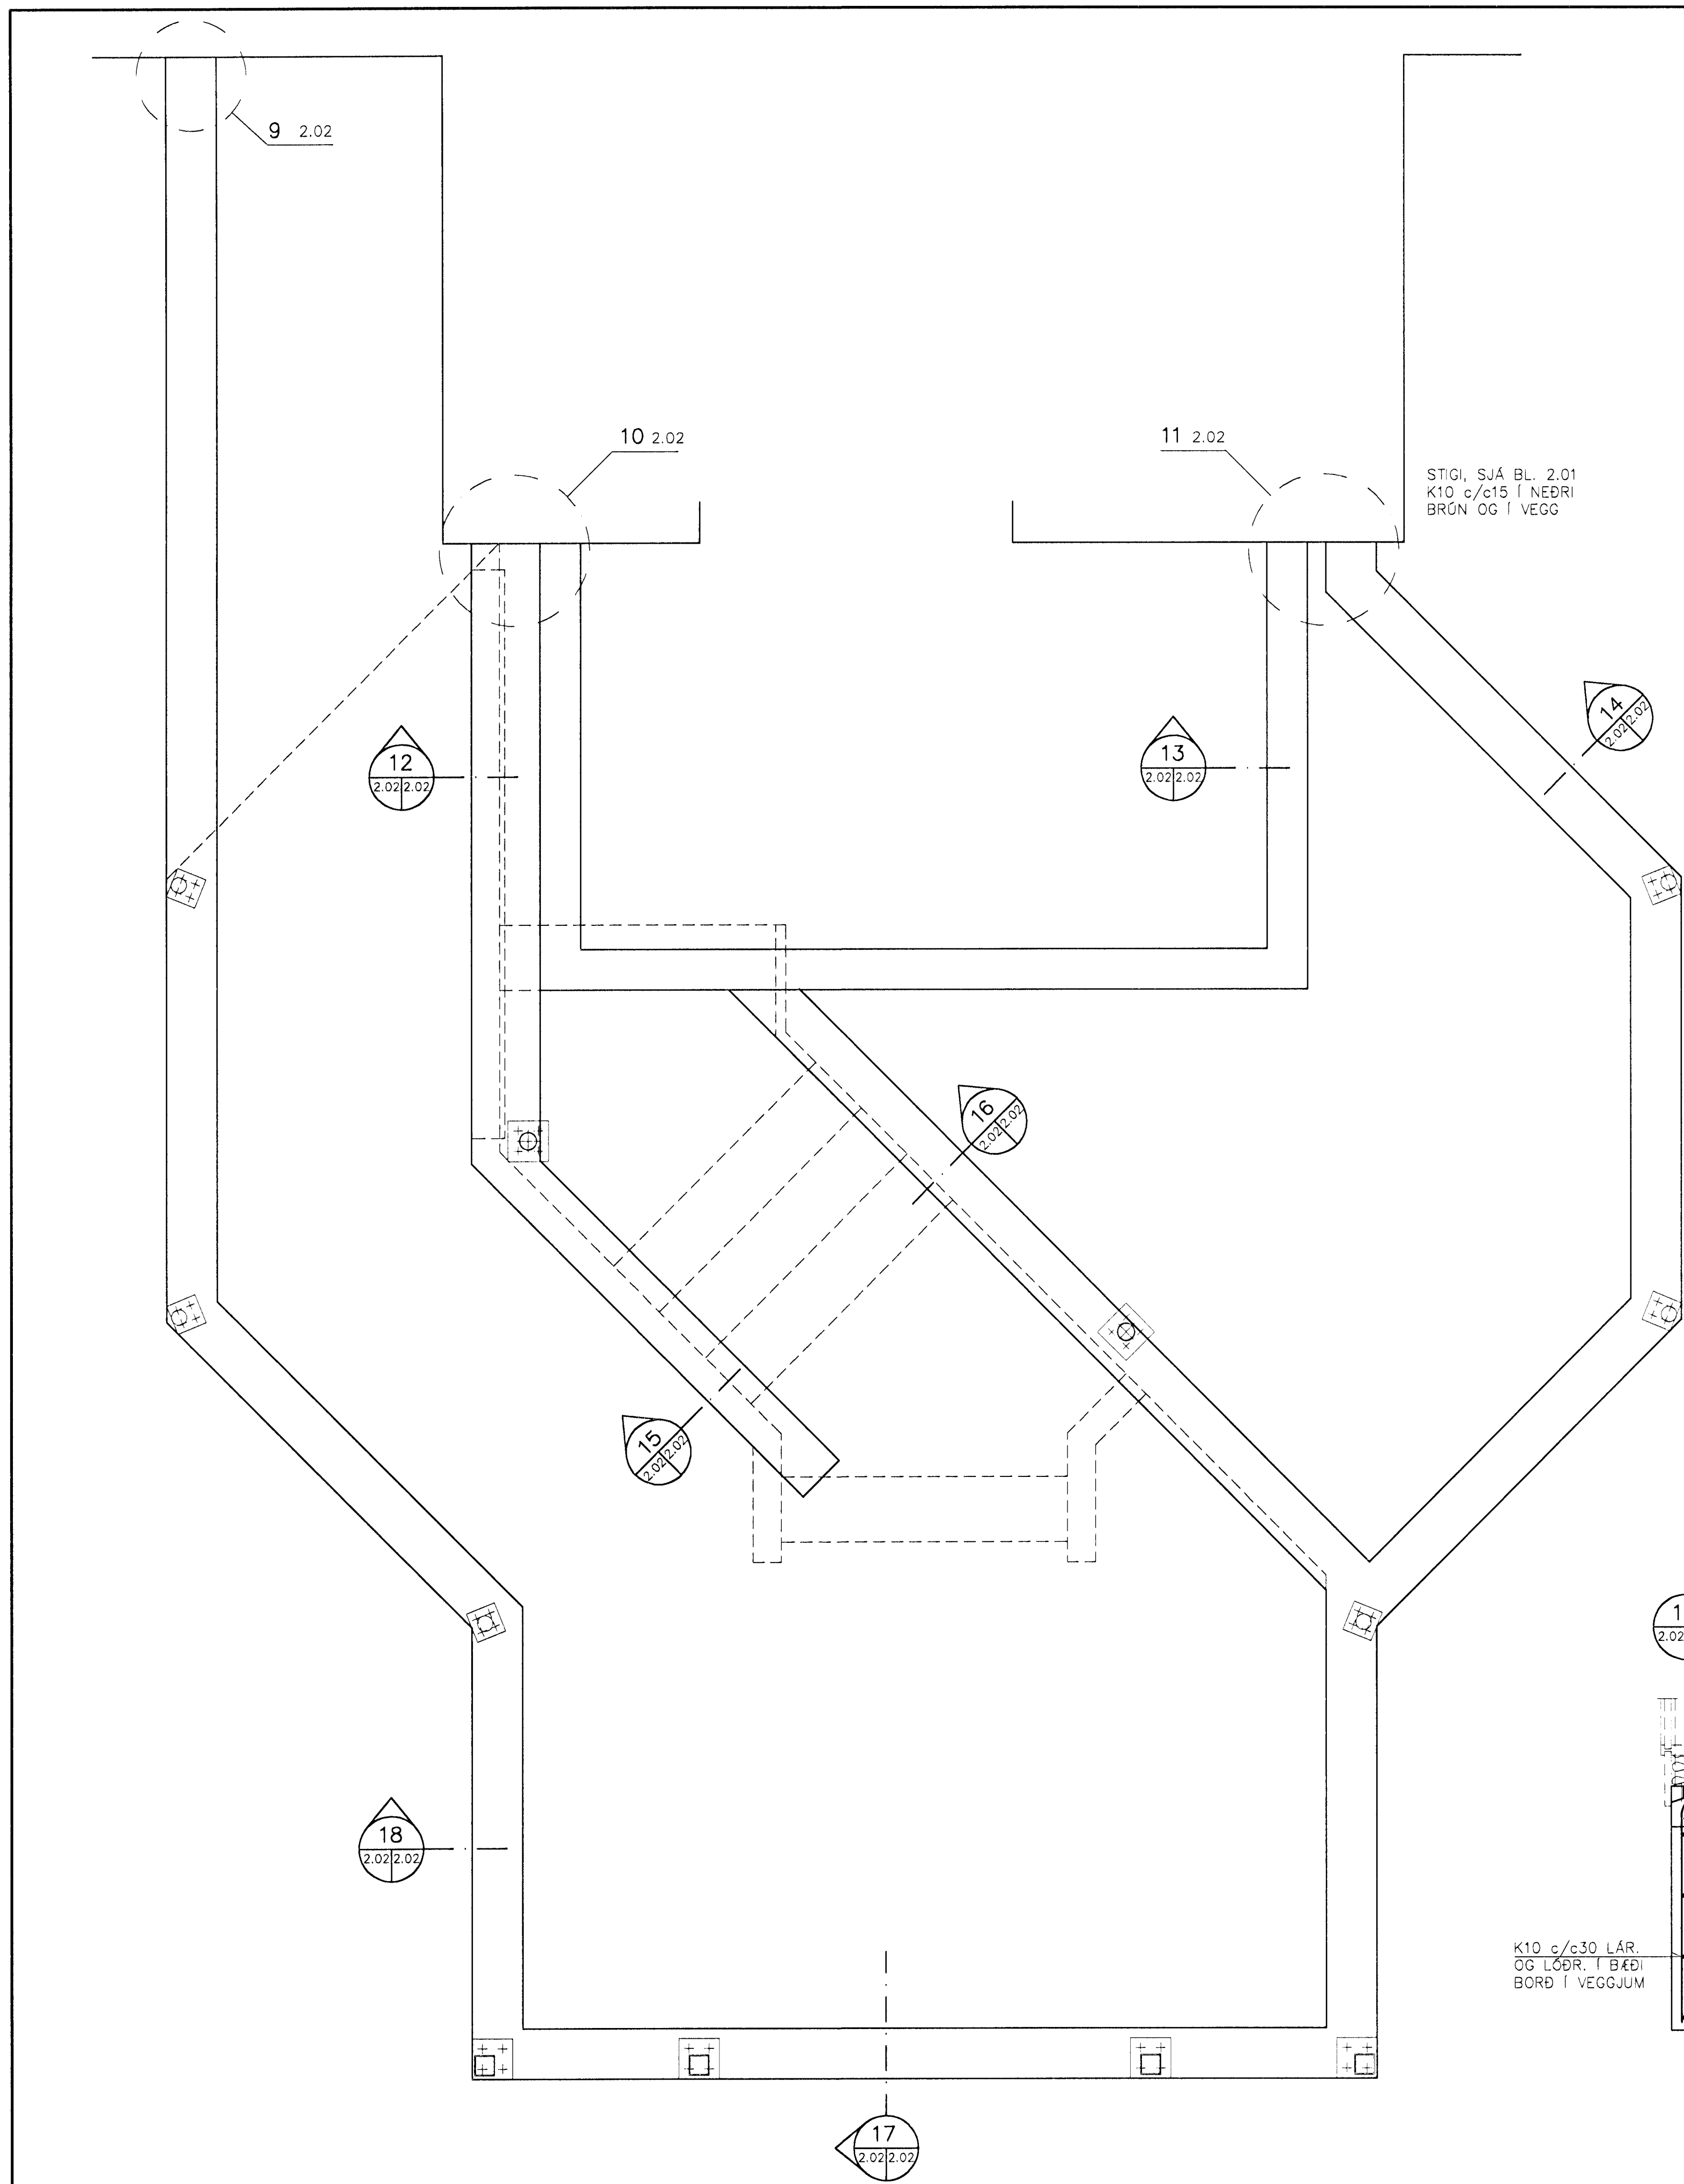 9 2.02
10 2.02
11 2.02
STIGI, SJÁ BL. 2.01
K10 c/c15 Í NEÐRI
BRÚN OG Í VEGG
14
2.02 2.02
12
2.02 2.02
13
2.02 2.02
16
2.02 2.02
15
2.02 2.02
18
2.02 2.02
K10 c/c30 LÁR.
OG LÓÐR. Í BÆÐI
BORÐ Í VEGGJUM
17
2.02 2.02